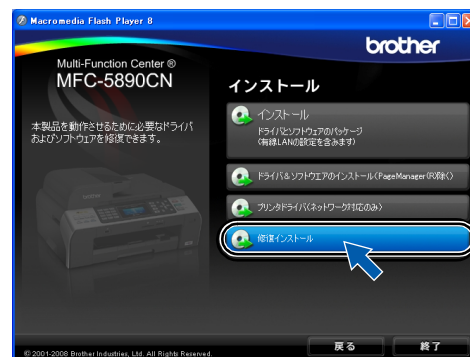 Macromedia Flash Player 8
brother
Multi-Function Center ®
MFC-5890CN
本製品を動作させるために必要なドライバ
およびソフトウェアを修復できます。
インストール
インストール
ドライバとソフトウェアのパッケージ
(有線LANの設定を含みます)
ドライバ&ソフトウエアのインストール(PageManager(R)除く)
プリンタドライバ(ネットワーク対応のみ)
修復インストール
戻る
終了
© 2001-2008 Brother Industries, Ltd. All Rights Reserved.